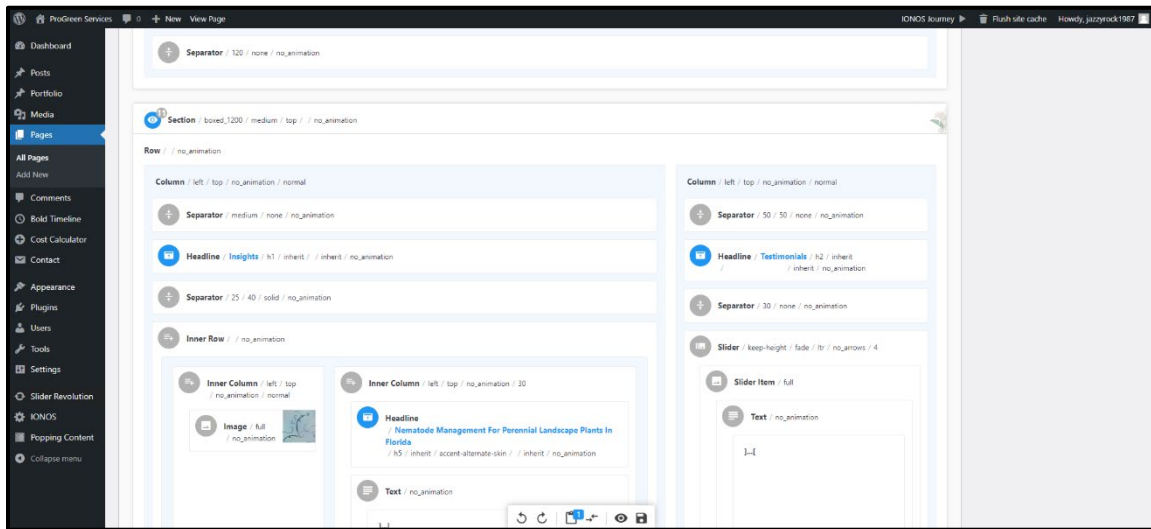 ProGreen Services 0 + New View Page IONOS Journey Flush site cache Howdy, jazzyrock1987
Dashboard
Posts
Portfolio
Media
Pages
All Pages
Add New
Comments
Bold Timeline
Cost Calculator
Contact
Appearance
Plugins
Users
Tools
Settings
Slider Revolution
IONOS
Popping Content
Collapse menu
Separator / 120 / none / no_animation
Section / boxed_1200 / medium / top / / no_animation
Row / / no_animation
Column / left / top / no_animation / normal
Separator / medium / none / no_animation
Headline / Insights / h1 / inherit / / inherit / no_animation
Separator / 25 / 40 / solid / no_animation
Inner Row / / no_animation
Inner Column / left / top
/ no_animation / normal
Image / full
/ no_animation
Inner Column / left / top / no_animation / 30
Headline
/ Nematode Management For Perennial Landscape Plants In
Florida
/ h5 / inherit / accent-alternate-skin / / inherit / no_animation
Text / no_animation
Column / left / top / no_animation / normal
Separator / 50 / 50 / none / no_animation
Headline / Testimonials / h2 / inherit
/ / inherit / no_animation
Separator / 30 / none / no_animation
Slider / keep-height / fade / ltr / no_arrows / 4
Slider Item / full
Text / no_animation
]...[
1